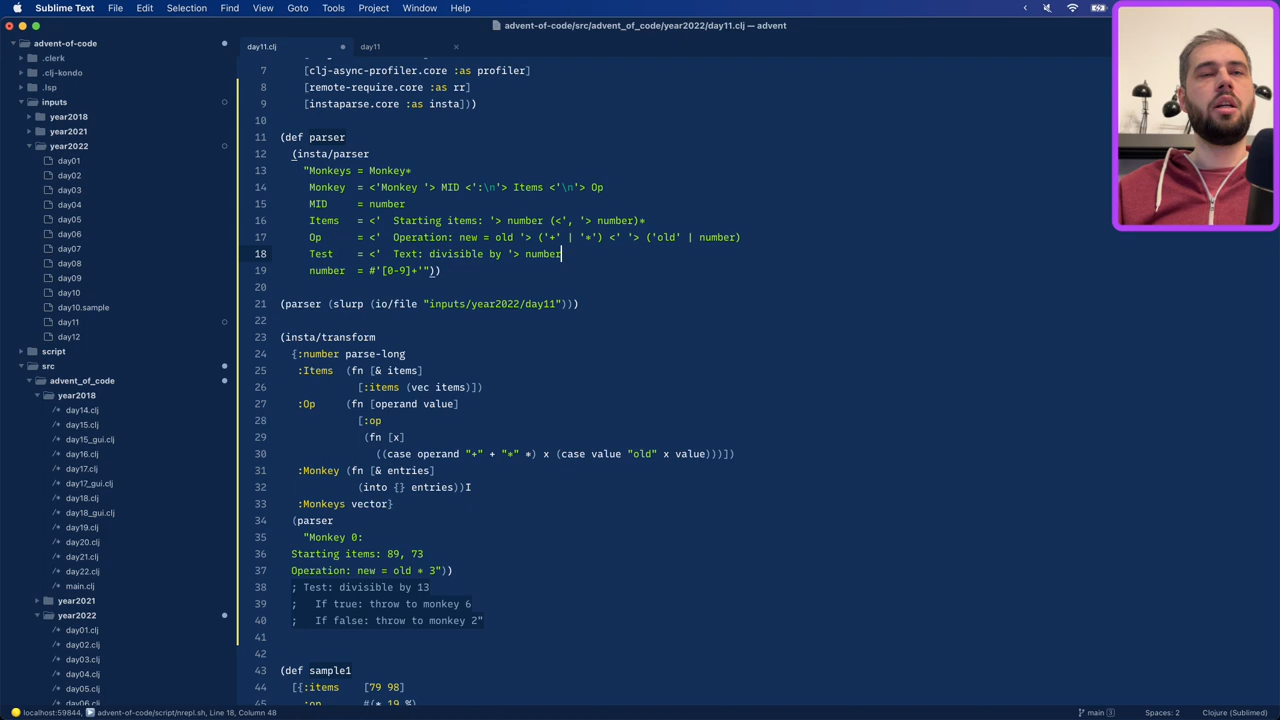 Sublime Text File Edit Selection Find View Goto Tools Project Window Help
advent-of-code/src/advent_of_code/year2022/day11.clj — advent
advent-of-code
.clerk
.clj-kondo
.lsp
inputs
year2018
year2021
year2022
day01
day02
day03
day04
day05
day06
day07
day08
day09
day10
day10.sample
day11
day12
script
src
advent_of_code
year2018
day14.clj
day15.clj
day15_gui.clj
day16.clj
day17.clj
day17_gui.clj
day18.clj
day18_gui.clj
day19.clj
day20.clj
day21.clj
day22.clj
main.clj
year2021
year2022
day01.clj
day02.clj
day03.clj
day04.clj
day05.clj
day06.clj
day11.clj day11
7 [clj-async-profiler.core :as profiler]
8 [remote-require.core :as rr]
9 [instaparse.core :as insta]))
10
11 (def parser
12 (insta/parser
13 "Monkeys = Monkey*
14 Monkey = <'Monkey '> MID <':\n'> Items <'\n'> Op
15 MID = number
16 Items = <' Starting items: '> number (<', '> number)*
17 Op = <' Operation: new = old '> ('+' | '*') <' '> ('old' | number)
18 Test = <' Text: divisible by '> number
19 number = #'[0-9]+'"))
20
21 (parser (slurp (io/file "inputs/year2022/day11")))
22
23 (insta/transform
24 {:number parse-long
25 :Items (fn [& items]
26 [:items (vec items)])
27 :Op (fn [operand value]
28 [:op
29 (fn [x]
30 ((case operand "+" + "*" *) x (case value "old" x value)))])
31 :Monkey (fn [& entries]
32 (into {} entries))
33 :Monkeys vector}
34 (parser
35 "Monkey 0:
36 Starting items: 89, 73
37 Operation: new = old * 3"))
38 ; Test: divisible by 13
39 ; If true: throw to monkey 6
40 ; If false: throw to monkey 2"
41
42
43 (def sample1
44 [{:items [79 98]
45 :op #(* 19 %)
localhost:59844, advent-of-code/script/nrepl.sh, Line 18, Column 48 main 3 Spaces: 2 Clojure (Sublimed)